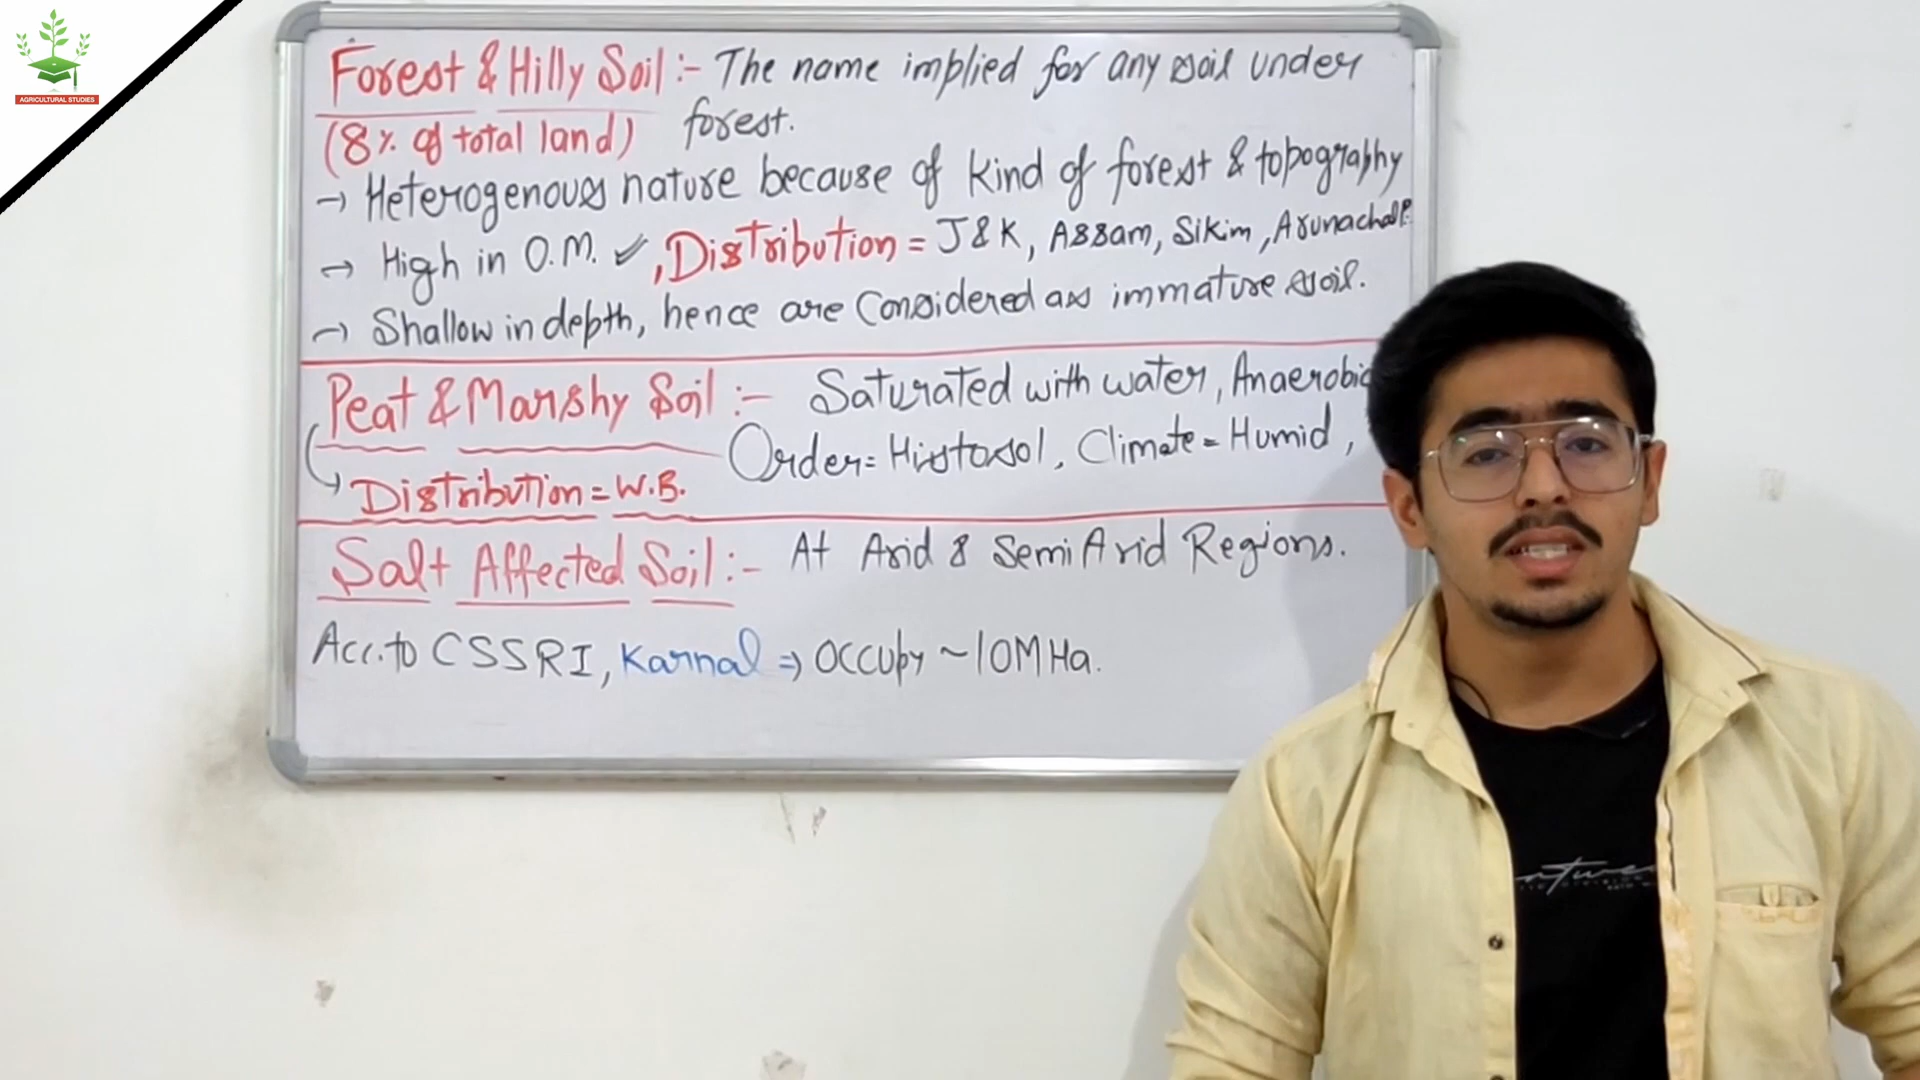 AGRICULTURAL STUDIES
Forest & Hilly Soil :- The name implied for any soil under
(8% of total land) forest.
→ Heterogenous nature because of kind of forest & topography
→ High in O.M. ✓, Distribution = J&K, Assam, Sikim, Arunachal P.
→ Shallow in depth, hence are Considered as immature soil.
Peat & Marshy Soil :- Saturated with water, Anaerobic
Order = Histosol, Climate = Humid,
↳ Distribution = W.B.
Salt Affected Soil :- At Arid & Semi Arid Regions.
Acc. to CSSRI, Karnal ⇒ Occupy ~10 M Ha.